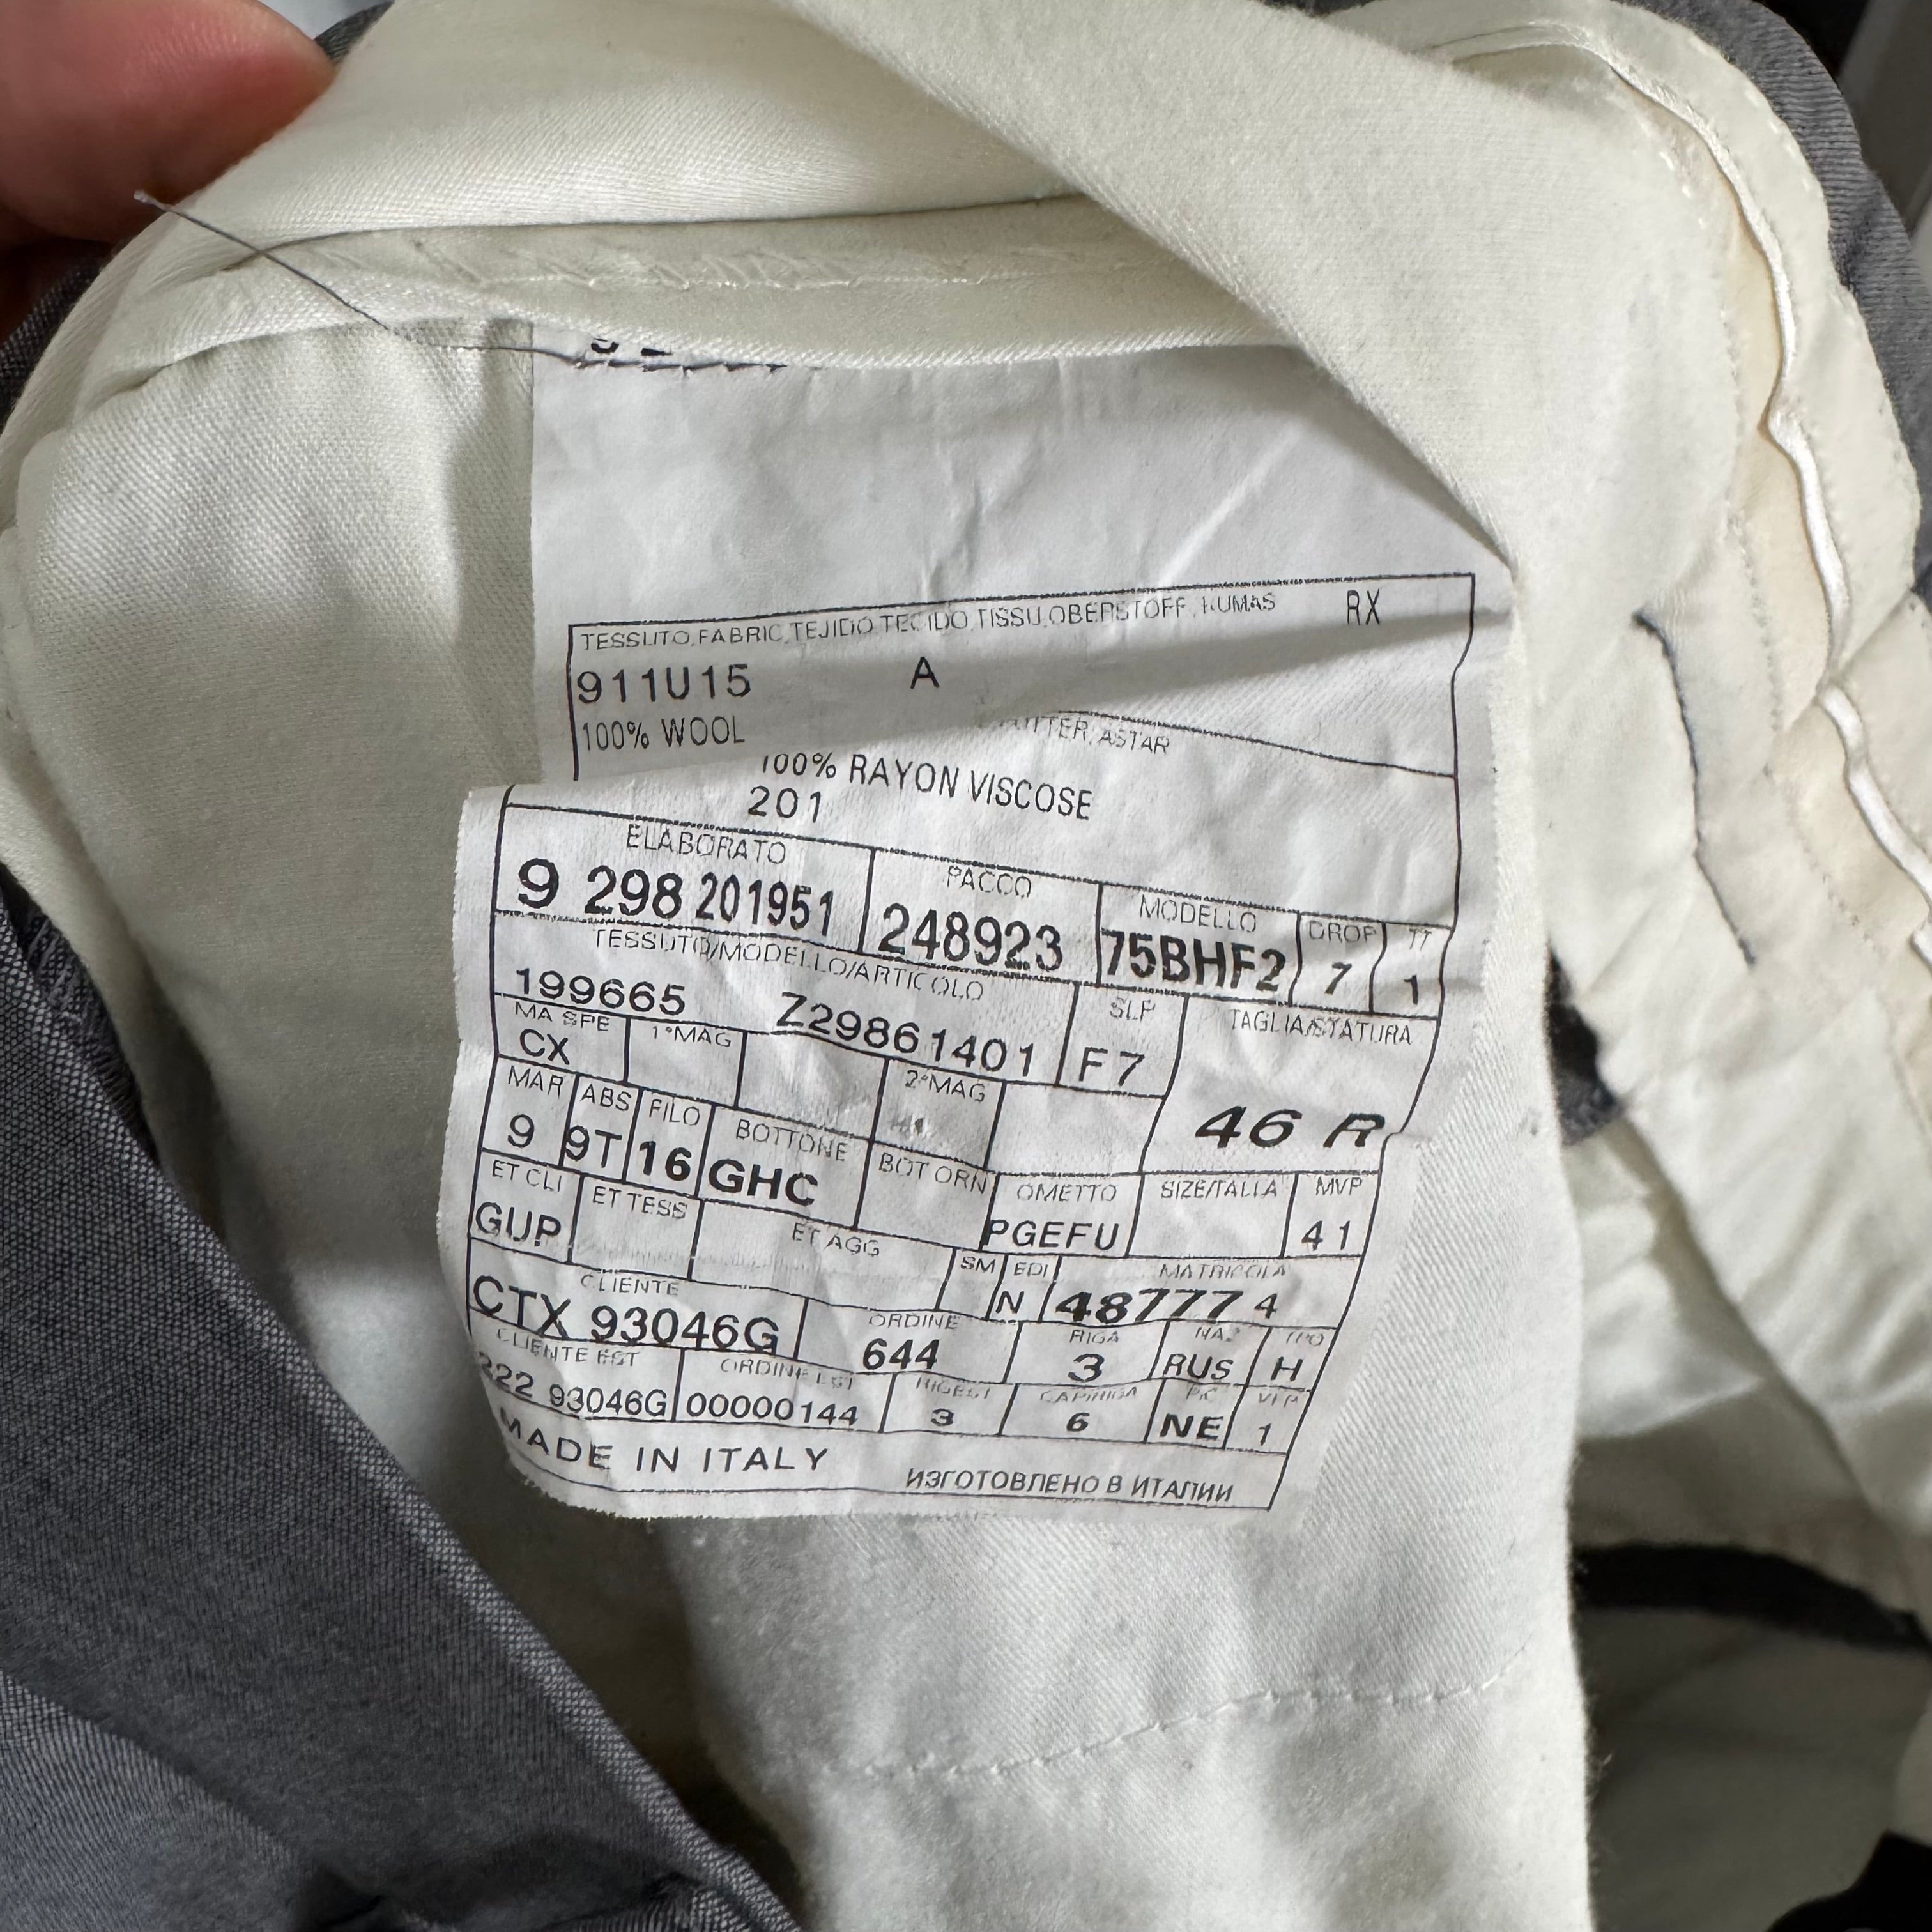 TESSUTO,FABRIC,TEJIDO,TECIDO,TISSU,OBERSTOFF,KUMAS RX
911U15 A
100% WOOL
ASTAR
100% RAYON VISCOSE
201
ELABORATO PACCO MODELLO DROP TT
9 298 201951 248923 75BHF2 7 1
TESSUTO/MODELLO/ARTICOLO SLP TAGLIA/STATURA
199665 Z29861401 F7 46 R
MA SPE 1°MAG 2°MAG
CX
MAR ABS FILO BOTTONE BOT ORN OMETTO SIZE/TALLA MVP
9 9T 16 GHC PGEFU 41
ET CLI ET TESS ET AGG SM EDI MATRICOLA
GUP N 487774
CLIENTE ORDINE RIGA NAZ TPO
CTX 93046G 644 3 RUS H
CLIENTE EST ORDINE EST RIGEST
222 93046G 00000144 3 6 NE 1
MADE IN ITALY ИЗГОТОВЛЕНО В ИТАЛИИ